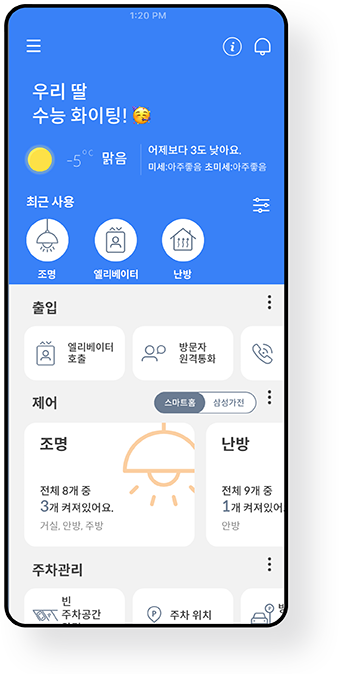 1:20 PM
우리 딸
수능 화이팅! 🥳
-5°C 맑음
어제보다 3도 낮아요.
미세:아주좋음 초미세:아주좋음
최근 사용
조명 엘리베이터 난방
출입
엘리베이터
호출
방문자
원격통화
제어
스마트홈 삼성가전
조명
전체 8개 중
3개 켜져있어요.
거실, 안방, 주방
난방
전체 9개 중
1개 켜져있어요.
안방
주차관리
빈
주차공간
주차 위치